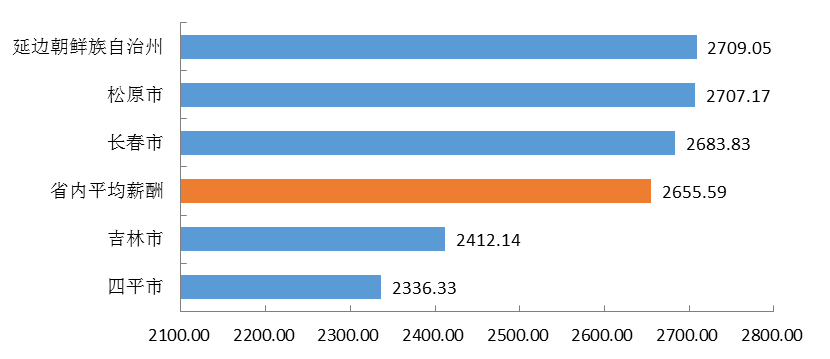 延边朝鲜族自治州 2709.05
松原市 2707.17
长春市 2683.83
省内平均薪酬 2655.59
吉林市 2412.14
四平市 2336.33
2100.00 2200.00 2300.00 2400.00 2500.00 2600.00 2700.00 2800.00